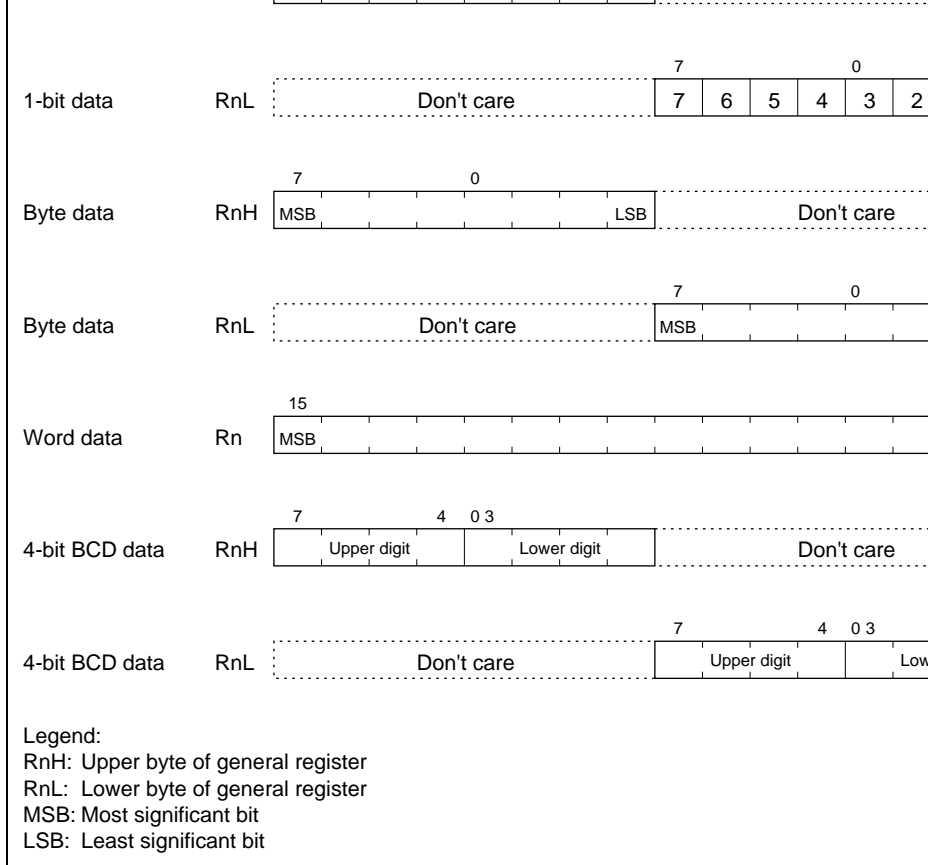 7 0
1-bit data RnL Don't care 7 6 5 4 3 2
7 0
Byte data RnH MSB LSB Don't care
7 0
Byte data RnL Don't care MSB
15
Word data Rn MSB
7 4 0 3
4-bit BCD data RnH Upper digit Lower digit Don't care
7 4 0 3
4-bit BCD data RnL Don't care Upper digit Low
Legend:
RnH: Upper byte of general register
RnL: Lower byte of general register
MSB: Most significant bit
LSB: Least significant bit